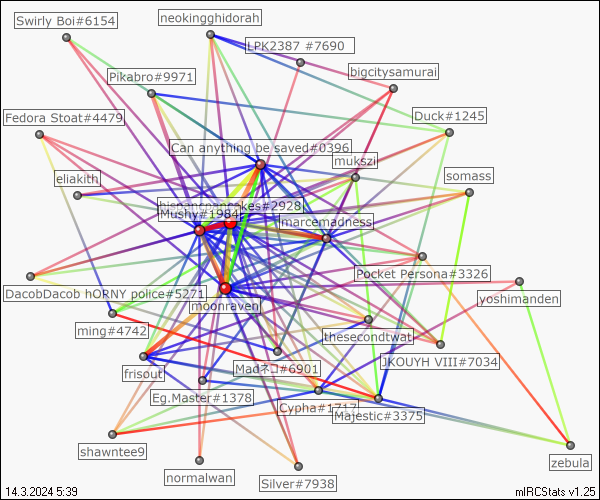 Swirly Boi#6154
neokingghidorah
LPK2387 #7690
Pikabro#9971
bigcitysamurai
Fedora Stoat#4479
Duck#1245
Can anything be saved#0396
mukszi
eliakith
somass
hispancpancakes#2928
Mushy#1984
marcemadness
Pocket Persona#3326
DacobDacob hORNY police#5271
yoshimanden
moonraven
ming#4742
thesecondtwat
JKOUYH VIII#7034
frisout
Madネコ#6901
Eg.Master#1378
Cypha#1717
Majestic#3375
shawntee9
zebula
normalwan
Silver#7938
14.3.2024 5:39
mIRCStats v1.25